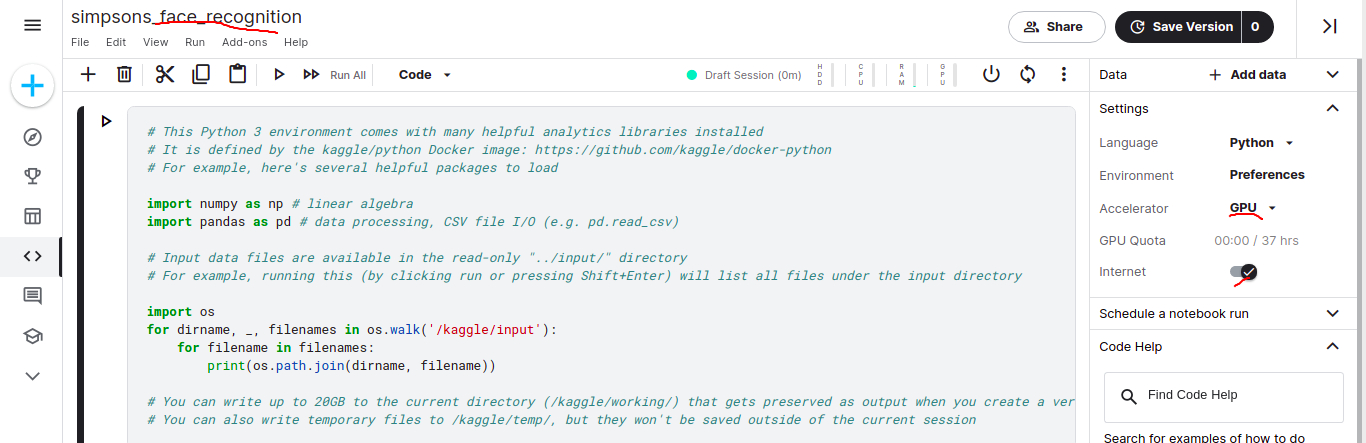 simpsons_face_recognition
File Edit View Run Add-ons Help
Share
Save Version 0
Run All
Code
Draft Session (0m)
HDD
CPU
RAM
GPU
# This Python 3 environment comes with many helpful analytics libraries installed
# It is defined by the kaggle/python Docker image: https://github.com/kaggle/docker-python
# For example, here's several helpful packages to load
import numpy as np # linear algebra
import pandas as pd # data processing, CSV file I/O (e.g. pd.read_csv)
# Input data files are available in the read-only "../input/" directory
# For example, running this (by clicking run or pressing Shift+Enter) will list all files under the input directory
import os
for dirname, _, filenames in os.walk('/kaggle/input'):
    for filename in filenames:
        print(os.path.join(dirname, filename))
# You can write up to 20GB to the current directory (/kaggle/working/) that gets preserved as output when you create a ver
# You can also write temporary files to /kaggle/temp/, but they won't be saved outside of the current session
Data + Add data
Settings
Language Python
Environment Preferences
Accelerator GPU
GPU Quota 00:00 / 37 hrs
Internet
Schedule a notebook run
Code Help
Find Code Help
Search for examples of how to do